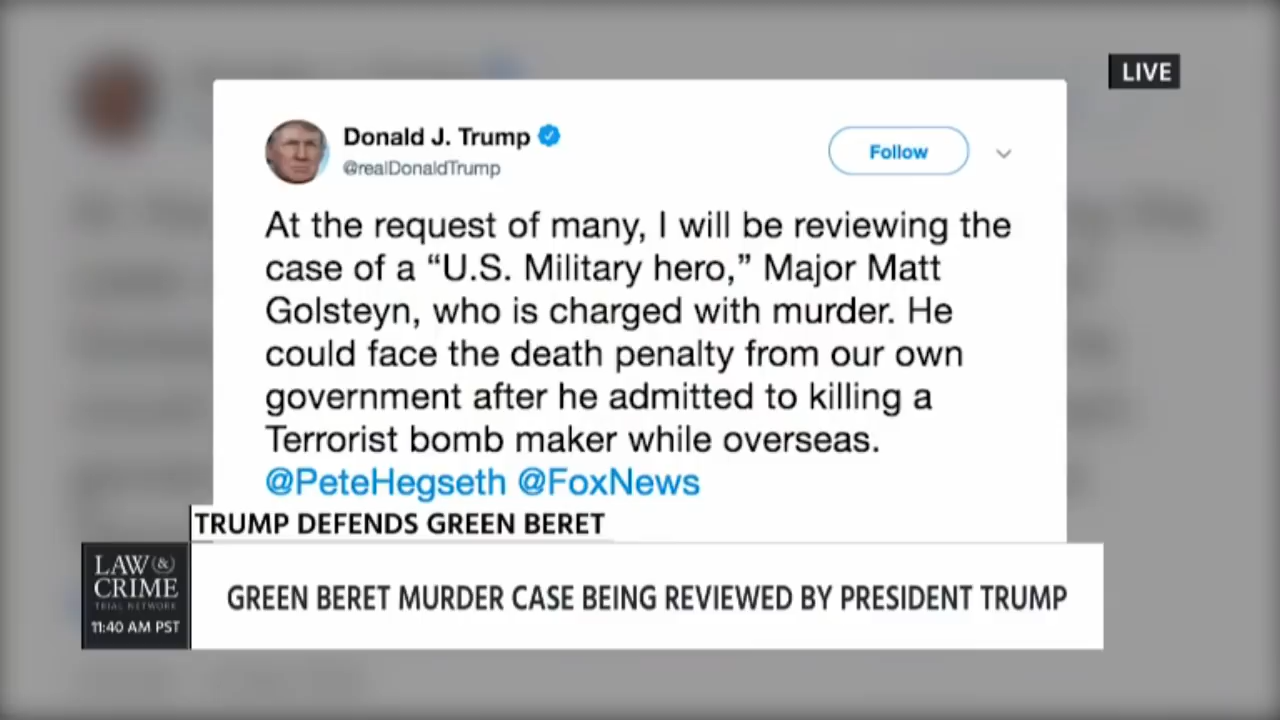 LIVE
Donald J. Trump
@realDonaldTrump
Follow
At the request of many, I will be reviewing the
case of a “U.S. Military hero,” Major Matt
Golsteyn, who is charged with murder. He
could face the death penalty from our own
government after he admitted to killing a
Terrorist bomb maker while overseas.
@PeteHegseth @FoxNews
TRUMP DEFENDS GREEN BERET
LAW &
CRIME
TRIAL NETWORK
11:40 AM PST
GREEN BERET MURDER CASE BEING REVIEWED BY PRESIDENT TRUMP